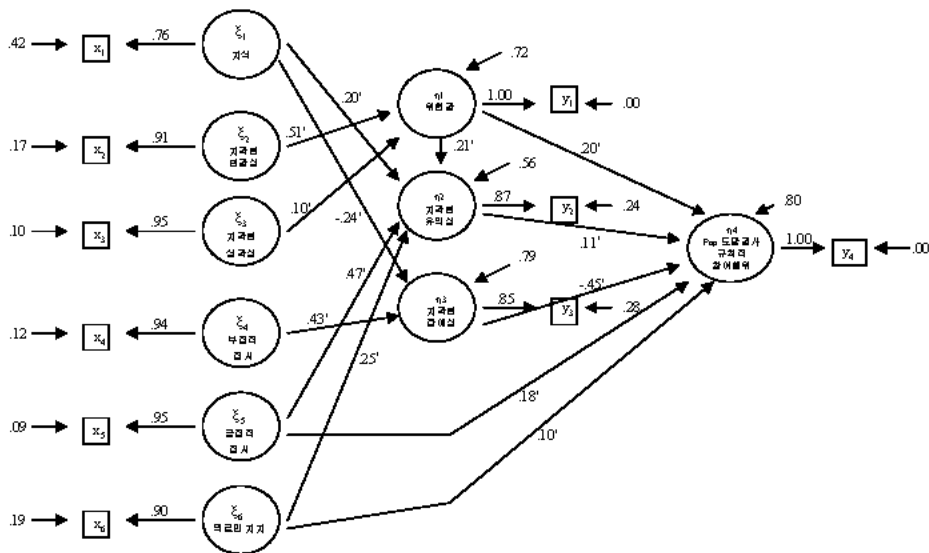 .42
x₁
.76
ξ₁
지식
.17
x₂
.91
ξ₂
지각된
민감성
.10
x₃
.95
ξ₃
지각된
심각성
.12
x₄
.94
ξ₄
부정적
정서
.09
x₅
.95
ξ₅
긍정적
정서
.19
x₆
.90
ξ₆
의료인 지지
.20'
.51'
.10'
-.24'
.47'
.43'
.25'
.72
η1
위협감
1.00
y₁
.00
.21'
.56
η2
지각된
유익성
.87
y₂
.24
.79
η3
지각된
장애성
.85
y₃
.28
.20'
.11'
-.45'
.18'
.10'
.80
η4
Pap 도말검사
규칙적
참여행위
1.00
y₄
.00